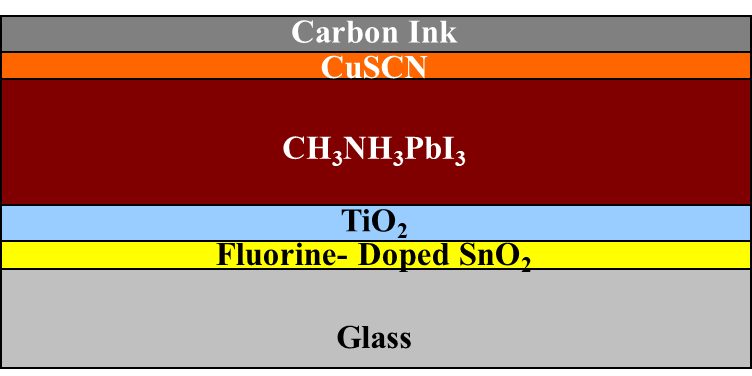 Carbon Ink
CuSCN
CH₃NH₃PbI₃
TiO₂
Fluorine- Doped SnO₂
Glass